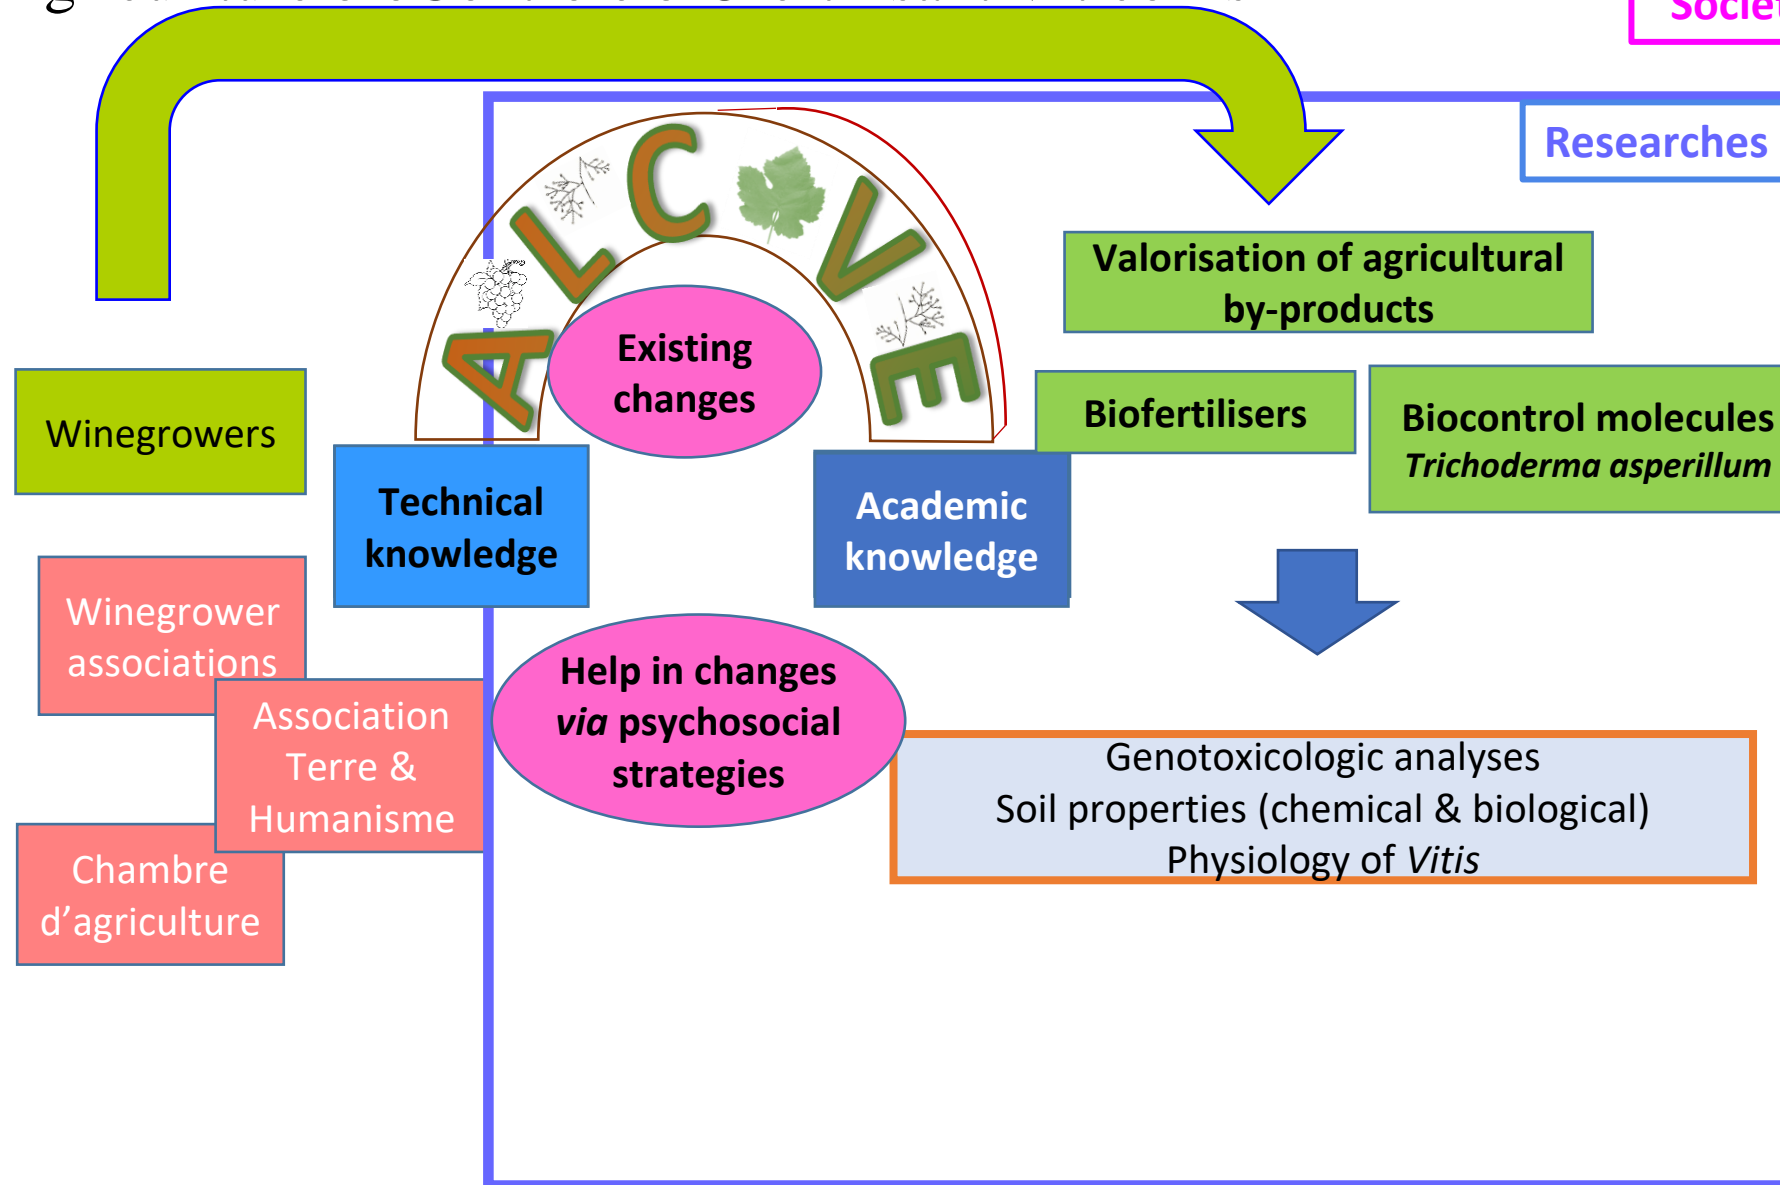 Researches
A L C V E
Existing
changes
Valorisation of agricultural
by-products
Biofertilisers
Biocontrol molecules
Trichoderma asperillum
Winegrowers
Technical
knowledge
Academic
knowledge
Winegrower
associations
Association
Terre &
Humanisme
Chambre
d’agriculture
Help in changes
via psychosocial
strategies
Genotoxicologic analyses
Soil properties (chemical & biological)
Physiology of Vitis